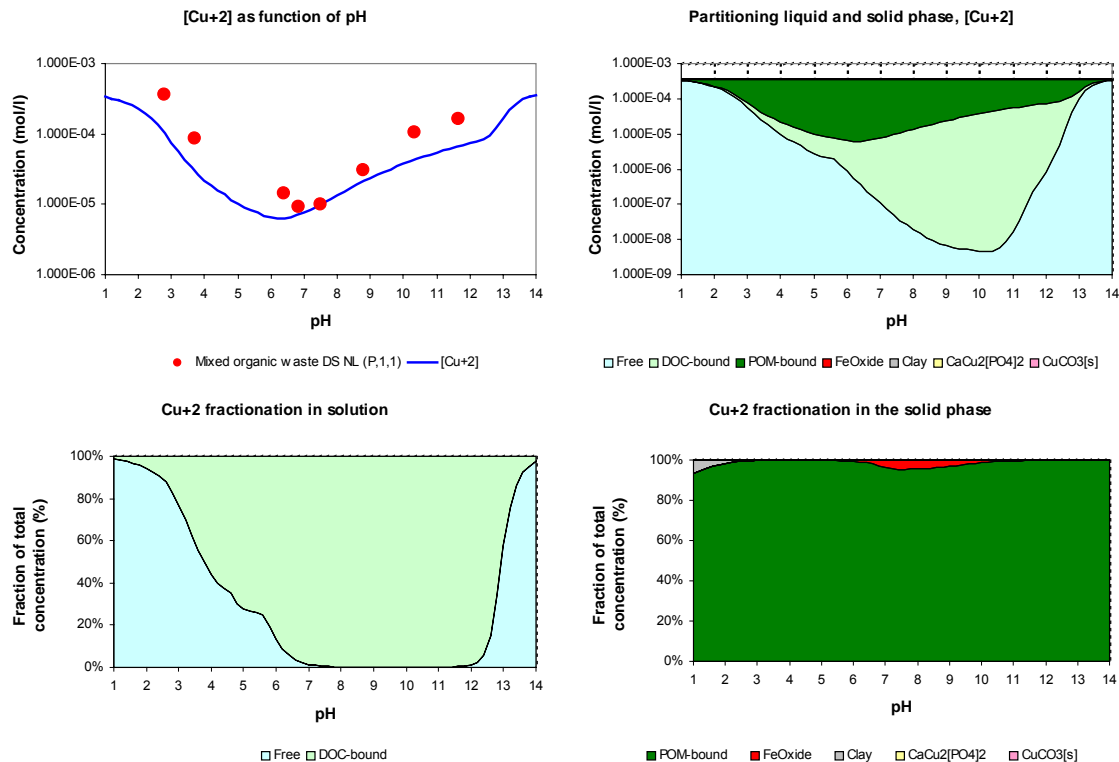 [Cu+2] as function of pH
Concentration (mol/l)
1.000E-03
1.000E-04
1.000E-05
1.000E-06
1 2 3 4 5 6 7 8 9 10 11 12 13 14
pH
Mixed organic waste DS NL (P,1,1) [Cu+2]
Partitioning liquid and solid phase, [Cu+2]
Concentration (mol/l)
1.000E-03
1.000E-04
1.000E-05
1.000E-06
1.000E-07
1.000E-08
1.000E-09
1 2 3 4 5 6 7 8 9 10 11 12 13 14
pH
Free DOC-bound POM-bound FeOxide Clay CaCu2[PO4]2 CuCO3[s]
Cu+2 fractionation in solution
Fraction of total
concentration (%)
100%
80%
60%
40%
20%
0%
1 2 3 4 5 6 7 8 9 10 11 12 13 14
pH
Free DOC-bound
Cu+2 fractionation in the solid phase
Fraction of total
concentration (%)
100%
80%
60%
40%
20%
0%
1 2 3 4 5 6 7 8 9 10 11 12 13 14
pH
POM-bound FeOxide Clay CaCu2[PO4]2 CuCO3[s]